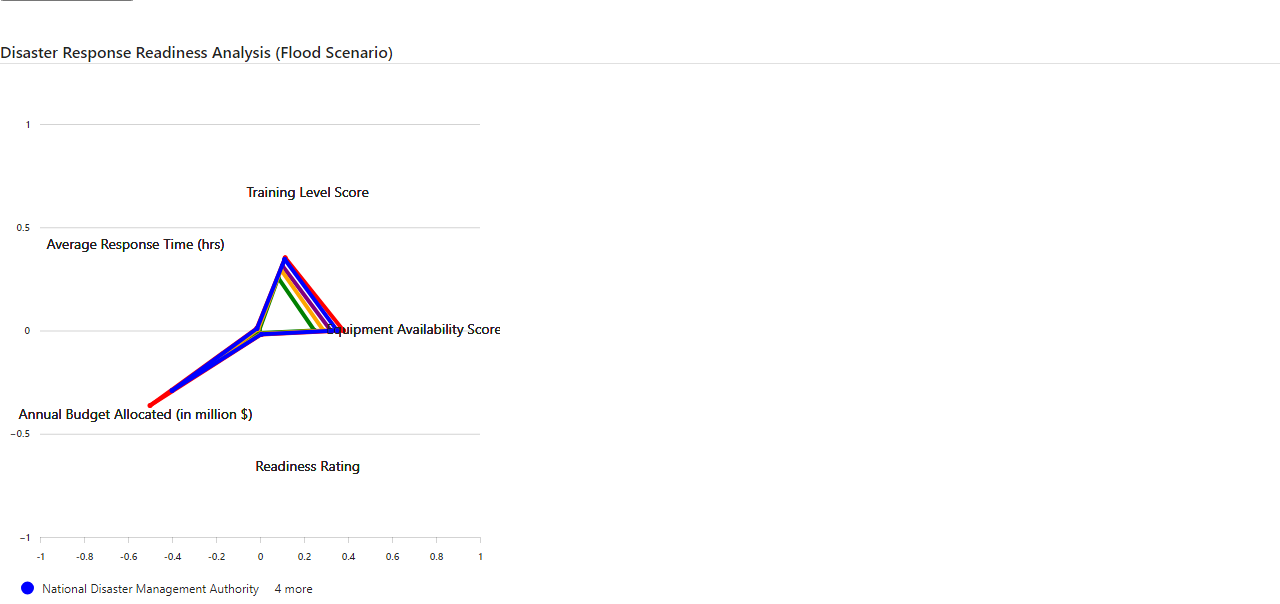 Disaster Response Readiness Analysis (Flood Scenario)
1
Training Level Score
0.5
Average Response Time (hrs)
0
Equipment Availability Score
Annual Budget Allocated (in million $)
−0.5
Readiness Rating
−1
-1 -0.8 -0.6 -0.4 -0.2 0 0.2 0.4 0.6 0.8 1
National Disaster Management Authority 4 more